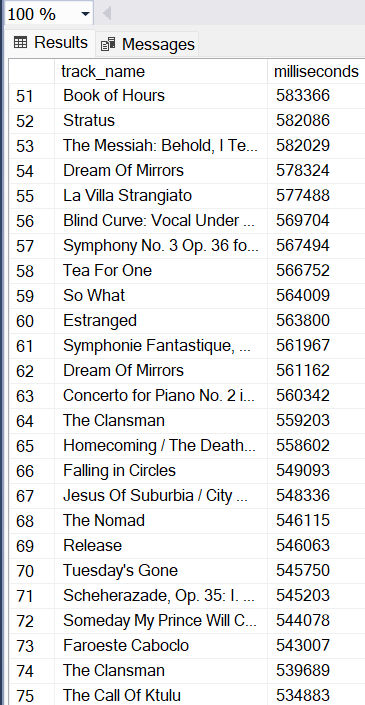 100 %
Results Messages
track_name milliseconds
51 Book of Hours 583366
52 Stratus 582086
53 The Messiah: Behold, I Te... 582029
54 Dream Of Mirrors 578324
55 La Villa Strangiato 577488
56 Blind Curve: Vocal Under ... 569704
57 Symphony No. 3 Op. 36 fo... 567494
58 Tea For One 566752
59 So What 564009
60 Estranged 563800
61 Symphonie Fantastique, ... 561967
62 Dream Of Mirrors 561162
63 Concerto for Piano No. 2 i... 560342
64 The Clansman 559203
65 Homecoming / The Death... 558602
66 Falling in Circles 549093
67 Jesus Of Suburbia / City ... 548336
68 The Nomad 546115
69 Release 546063
70 Tuesday's Gone 545750
71 Scheherazade, Op. 35: I. ... 545203
72 Someday My Prince Will C... 544078
73 Faroeste Caboclo 543007
74 The Clansman 539689
75 The Call Of Ktulu 534883